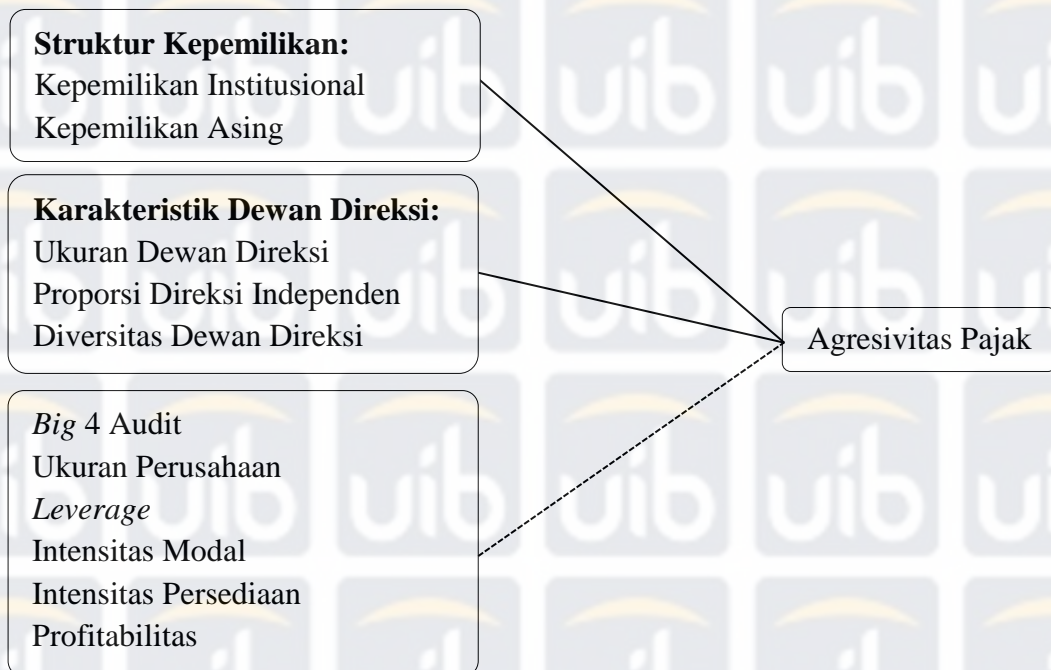 Struktur Kepemilikan:
Kepemilikan Institusional
Kepemilikan Asing
Karakteristik Dewan Direksi:
Ukuran Dewan Direksi
Proporsi Direksi Independen
Diversitas Dewan Direksi
Agresivitas Pajak
Big 4 Audit
Ukuran Perusahaan
Leverage
Intensitas Modal
Intensitas Persediaan
Profitabilitas
uib